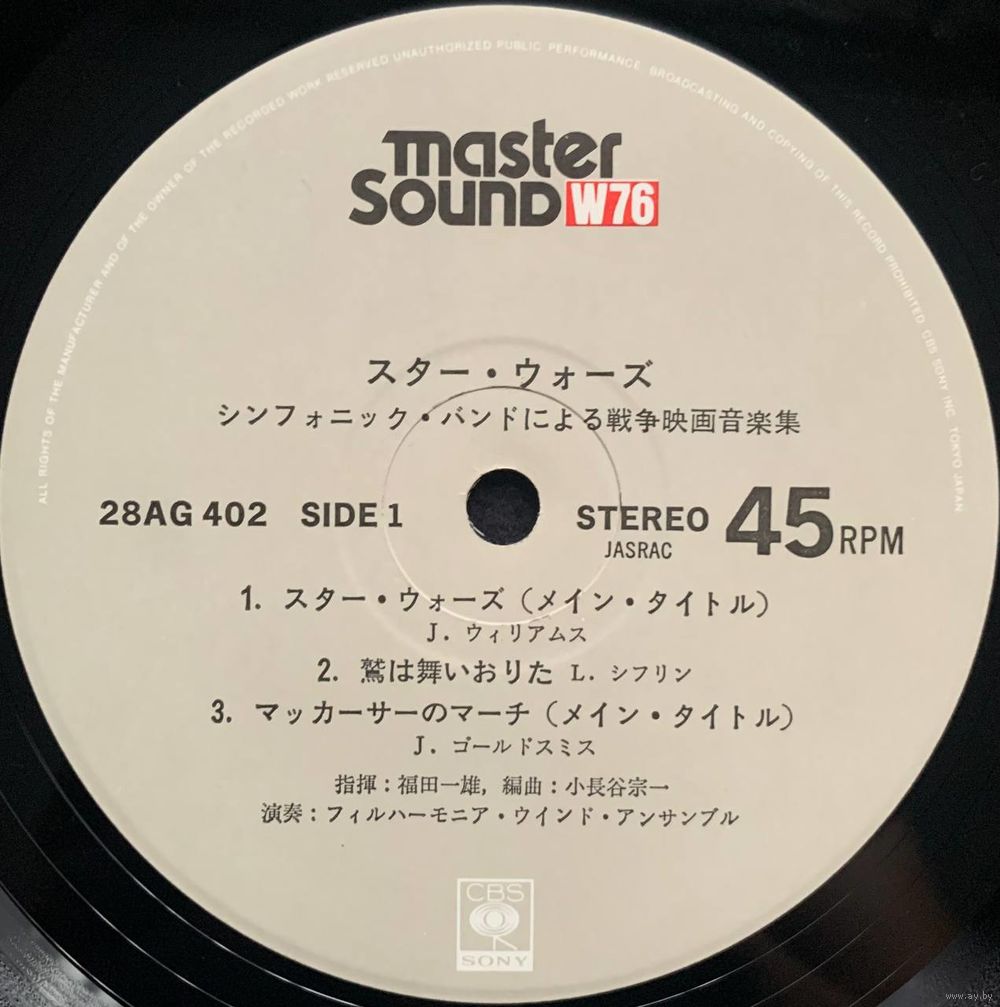 ALL RIGHTS OF THE MANUFACTURER AND OF THE OWNER OF THE RECORDED WORK RESERVED UNAUTHORIZED PUBLIC PERFORMANCE BROADCASTING AND COPYING OF THIS RECORD PROHIBITED CBS SONY INC. TOKYO JAPAN
master
Sound W76
スター・ウォーズ
シンフォニック・バンドによる戦争映画音楽集
28AG 402 SIDE 1 STEREO 45 RPM
JASRAC
1. スター・ウォーズ（メイン・タイトル）
J. ウィリアムス
2. 鷲は舞いおりた L. シフリン
3. マッカーサーのマーチ（メイン・タイトル）
J. ゴールドスミス
指揮：福田一雄, 編曲：小長谷宗一
演奏：フィルハーモニア・ウインド・アンサンブル
CBS
SONY
www.ay.by